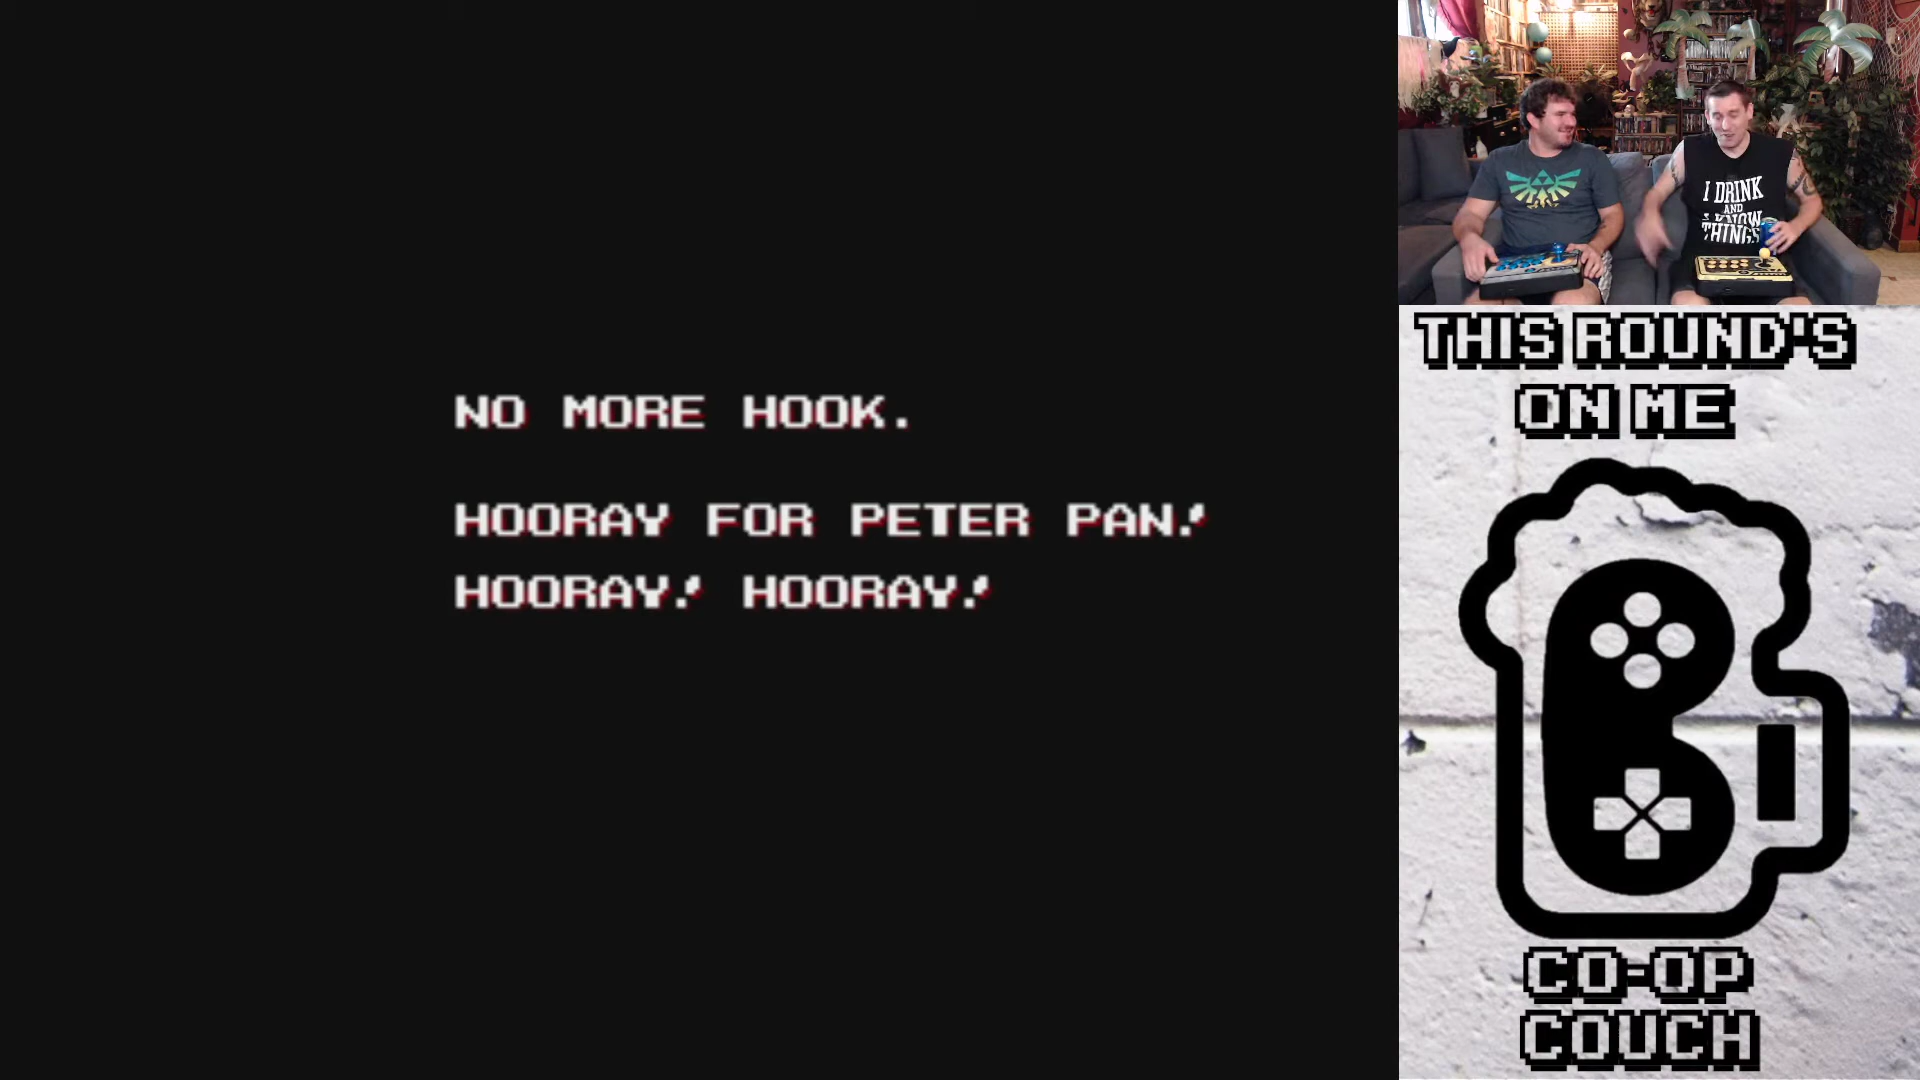 NO MORE HOOK.
HOORAY FOR PETER PAN!
HOORAY! HOORAY!
I DRINK
AND
I KNOW
THINGS
THIS ROUND'S
ON ME
CO-OP
COUCH